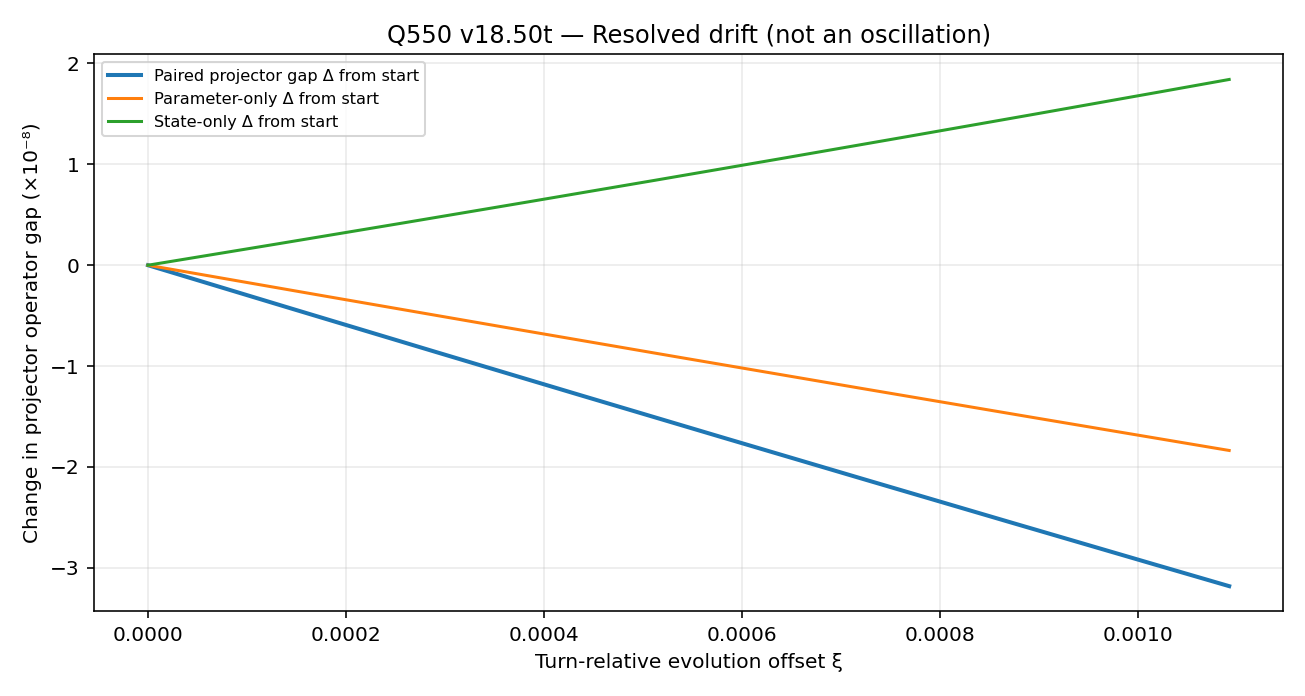 Q550 v18.50t — Resolved drift (not an oscillation)
Paired projector gap Δ from start
Parameter-only Δ from start
State-only Δ from start
Change in projector operator gap (×10⁻⁸)
2
1
0
−1
−2
−3
0.0000 0.0002 0.0004 0.0006 0.0008 0.0010
Turn-relative evolution offset ξ